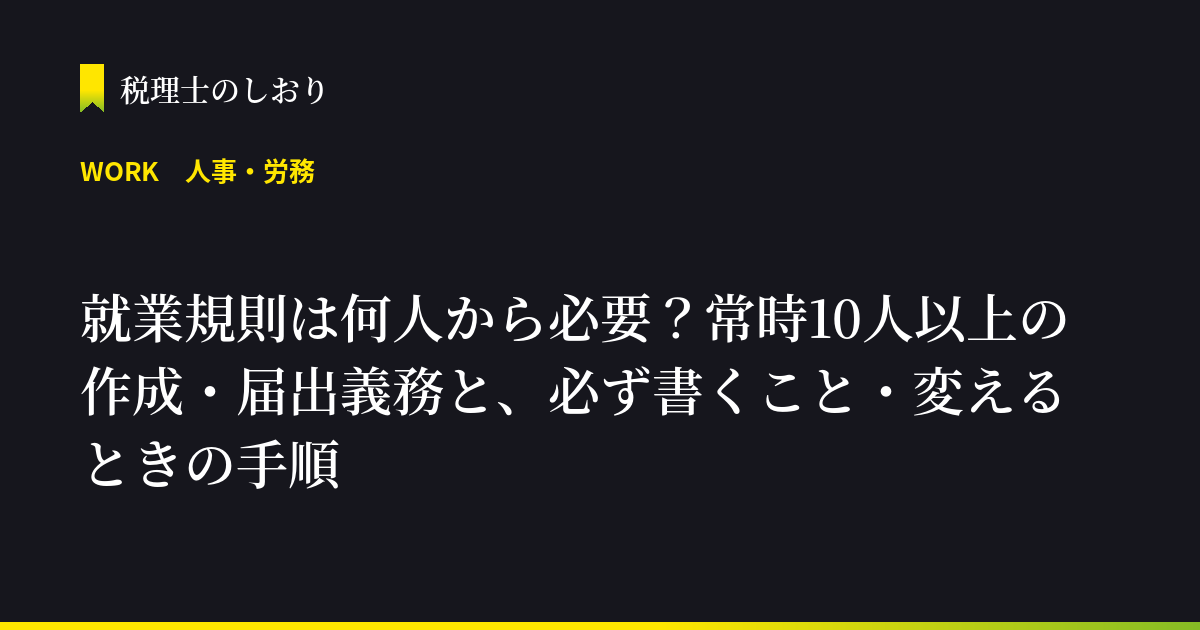 税理士のしおり
WORK　人事・労務
就業規則は何人から必要？常時10人以上の
作成・届出義務と、必ず書くこと・変える
ときの手順